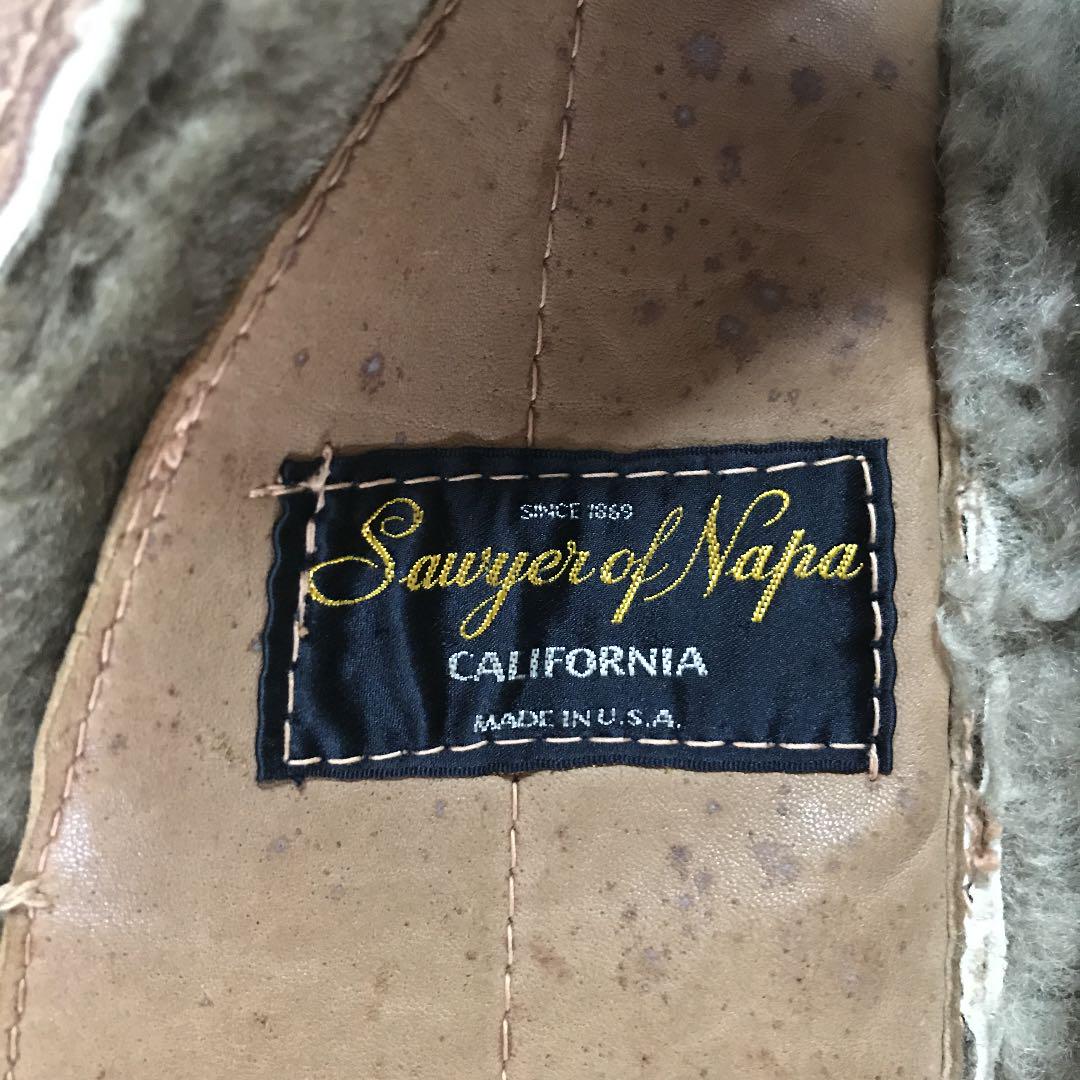 SINCE 1869
Sawyer of Napa
CALIFORNIA
MADE IN U.S.A.